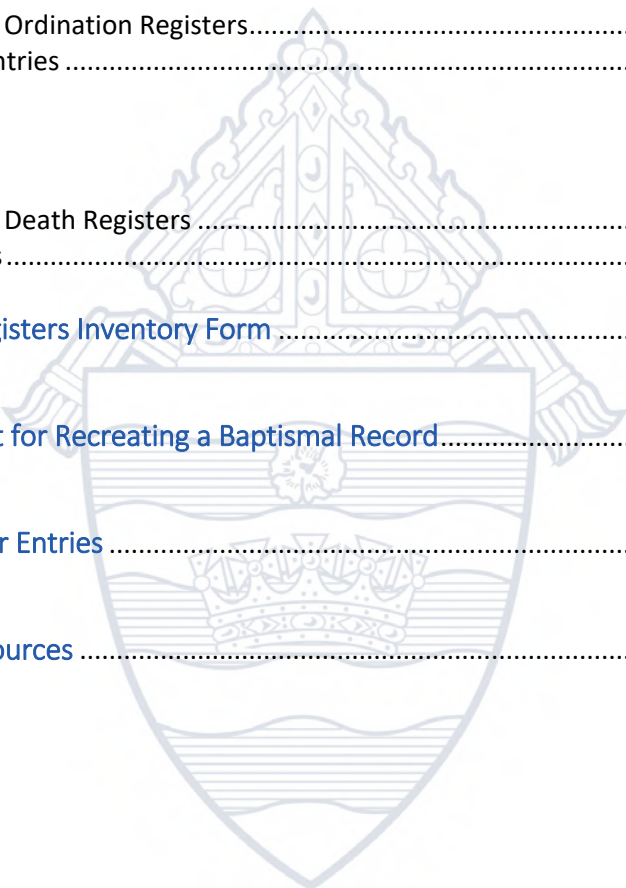 Ordination Registers..........................................................
ntries ................................................................................
Death Registers ..............................................................
s .........................................................................................
gisters Inventory Form .................................................
t for Recreating a Baptismal Record..........................
r Entries .........................................................................
ources .............................................................................